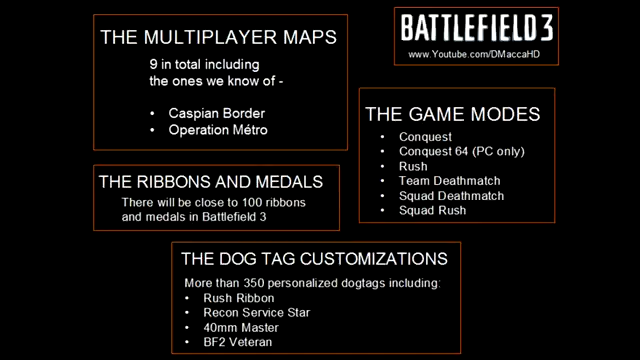 THE MULTIPLAYER MAPS
9 in total including
the ones we know of -
• Caspian Border
• Operation Métro
BATTLEFIELD 3
www.Youtube.com/DMaccaHD
THE GAME MODES
• Conquest
• Conquest 64 (PC only)
• Rush
• Team Deathmatch
• Squad Deathmatch
• Squad Rush
THE RIBBONS AND MEDALS
There will be close to 100 ribbons
and medals in Battlefield 3
THE DOG TAG CUSTOMIZATIONS
More than 350 personalized dogtags including:
• Rush Ribbon
• Recon Service Star
• 40mm Master
• BF2 Veteran